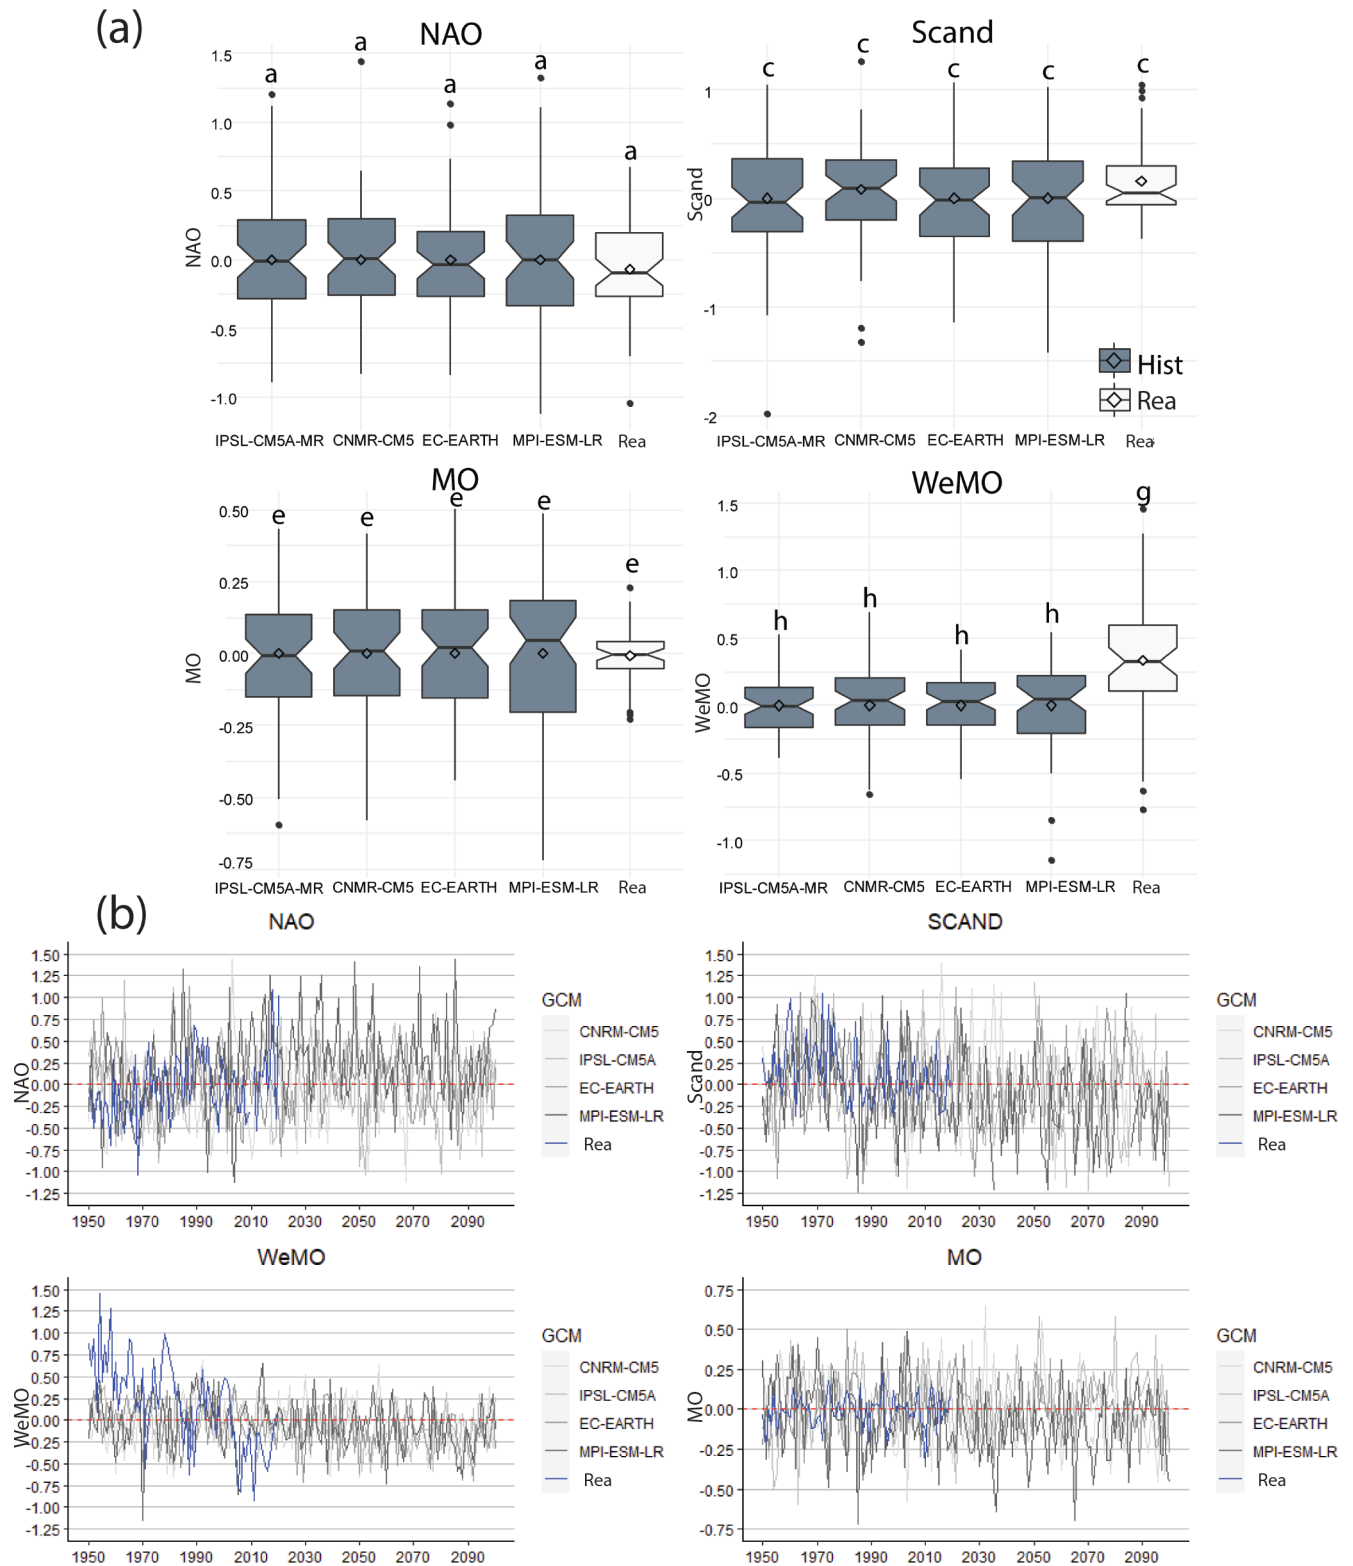 (a)
NAO
a
a
a
a
a
1.5
1.0
0.5
0.0
-0.5
-1.0
NAO
IPSL-CM5A-MR CNMR-CM5 EC-EARTH MPI-ESM-LR Rea
Scand
c
c
c
c
c
1
0
-1
-2
Scand
Hist
Rea
IPSL-CM5A-MR CNMR-CM5 EC-EARTH MPI-ESM-LR Rea
MO
e
e
e
e
e
0.50
0.25
0.00
-0.25
-0.50
-0.75
MO
IPSL-CM5A-MR CNMR-CM5 EC-EARTH MPI-ESM-LR Rea
WeMO
h
h
h
h
g
1.5
1.0
0.5
0.0
-0.5
-1.0
WeMO
IPSL-CM5A-MR CNMR-CM5 EC-EARTH MPI-ESM-LR Rea
(b)
NAO
1.50
1.25
1.00
0.75
0.50
0.25
0.00
-0.25
-0.50
-0.75
-1.00
-1.25
NAO
1950 1970 1990 2010 2030 2050 2070 2090
GCM
CNRM-CM5
IPSL-CM5A
EC-EARTH
MPI-ESM-LR
Rea
SCAND
1.50
1.25
1.00
0.75
0.50
0.25
0.00
-0.25
-0.50
-0.75
-1.00
-1.25
Scand
1950 1970 1990 2010 2030 2050 2070 2090
GCM
CNRM-CM5
IPSL-CM5A
EC-EARTH
MPI-ESM-LR
Rea
WeMO
1.50
1.25
1.00
0.75
0.50
0.25
0.00
-0.25
-0.50
-0.75
-1.00
-1.25
WeMO
1950 1970 1990 2010 2030 2050 2070 2090
GCM
CNRM-CM5
IPSL-CM5A
EC-EARTH
MPI-ESM-LR
Rea
MO
0.75
0.50
0.25
0.00
-0.25
-0.50
-0.75
MO
1950 1970 1990 2010 2030 2050 2070 2090
GCM
CNRM-CM5
IPSL-CM5A
EC-EARTH
MPI-ESM-LR
Rea